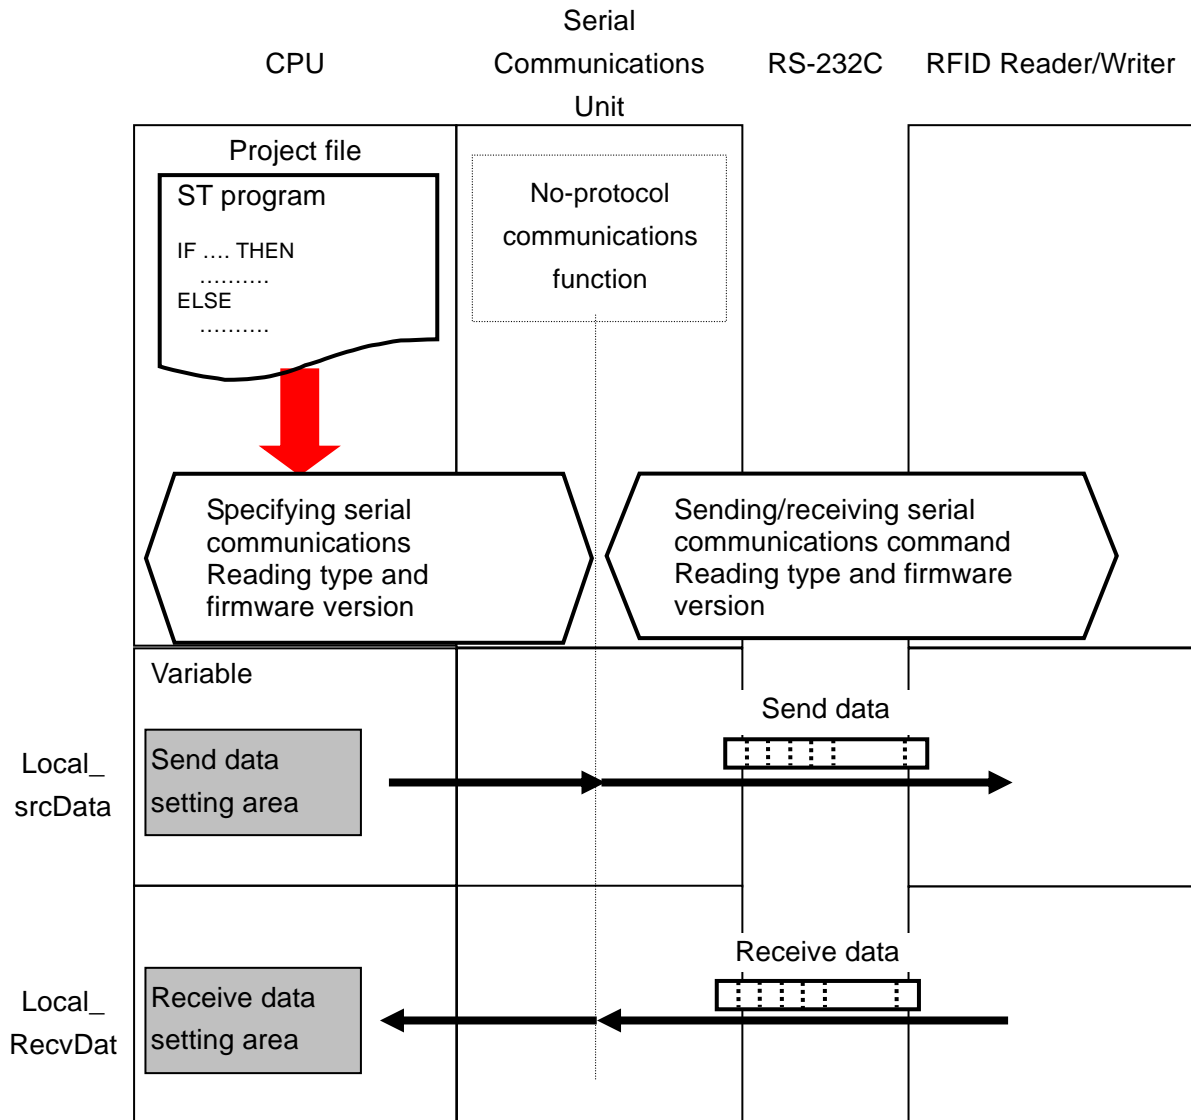 Serial
CPU
Communications
RS-232C
RFID Reader/Writer
Unit
Project file
ST program
IF …. THEN
……….
ELSE
……….
No-protocol
communications
function
Specifying serial
communications
Reading type and
firmware version
Sending/receiving serial
communications command
Reading type and firmware
version
Variable
Send data
Local_
srcData
Send data
setting area
Receive data
Local_
RecvDat
Receive data
setting area